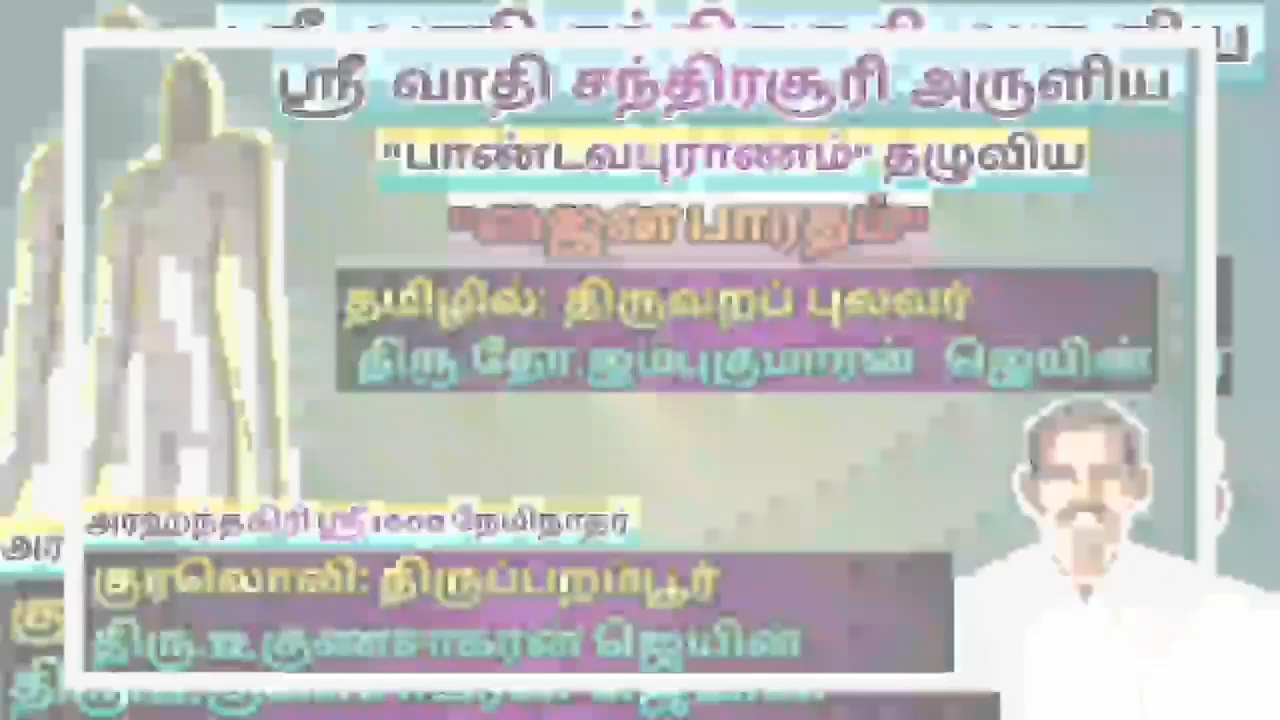 ஸ்ரீ வாதி சந்திரசூரி அருளிய
"பாண்டவபுராணம்" தழுவிய
"ஜைன பாரதம்"
தமிழில்: திருவறப் புலவர்
திரு தோ.ஜம்புகுமாரன் ஜெயின்
அரஹந்தகிரி ஸ்ரீ 1008 நேமிநாதர்
குரலொலி: திருப்பறம்பூர்
திரு.உ.குணசாகரன் ஜெயின்